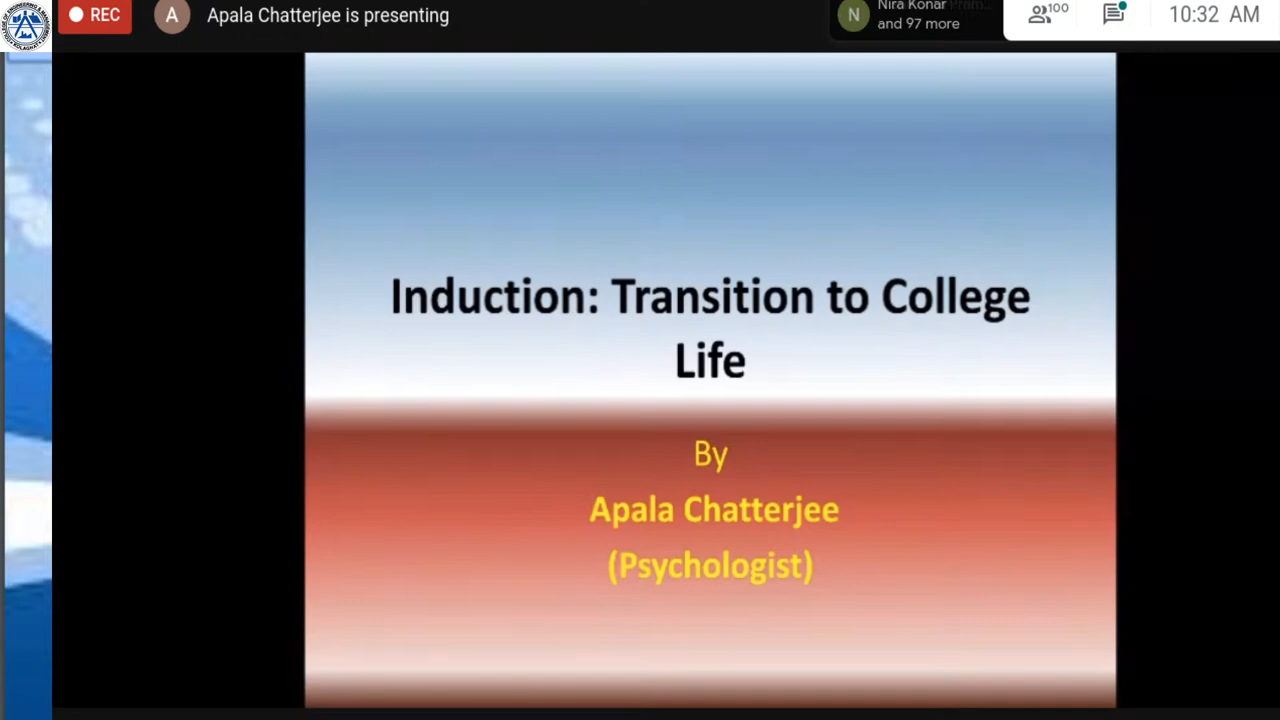 REC
A
Apala Chatterjee is presenting
N
Nira Konar
and 97 more
100
10:32 AM
Induction: Transition to College
Life
By
Apala Chatterjee
(Psychologist)